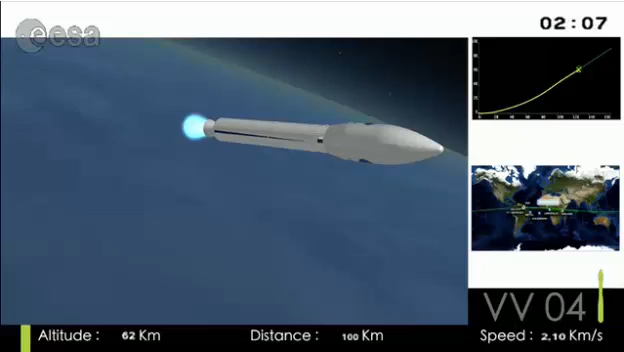 esa
02:07
VV 04
Altitude : 62 Km Distance : 100 Km Speed : 2,10 Km/s